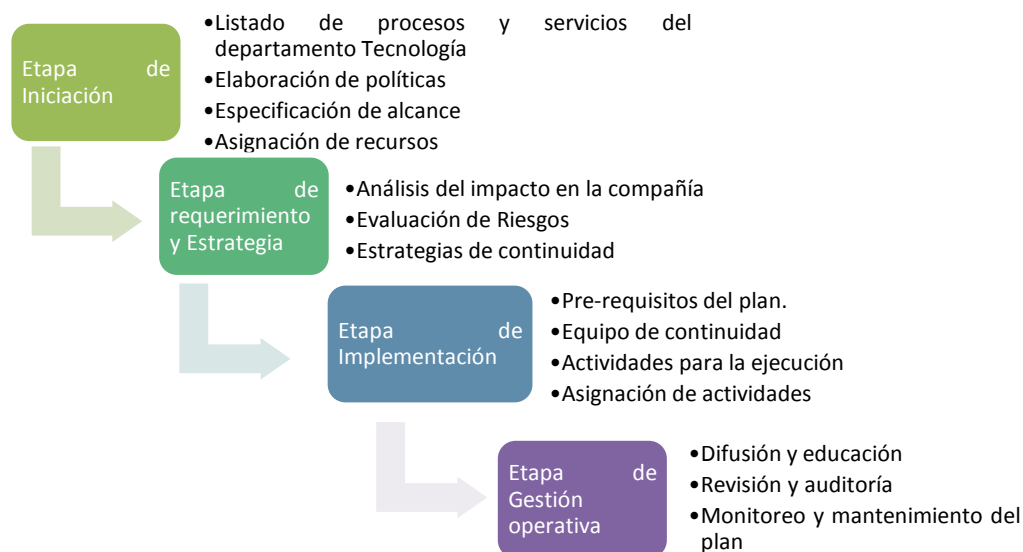 Etapa de
Iniciación
•Listado de procesos y servicios del
departamento Tecnología
•Elaboración de políticas
•Especificación de alcance
•Asignación de recursos
Etapa de
requerimiento
y Estrategia
•Análisis del impacto en la compañía
•Evaluación de Riesgos
•Estrategias de continuidad
Etapa de
Implementación
•Pre-requisitos del plan.
•Equipo de continuidad
•Actividades para la ejecución
•Asignación de actividades
Etapa de
Gestión
operativa
•Difusión y educación
•Revisión y auditoría
•Monitoreo y mantenimiento del
plan